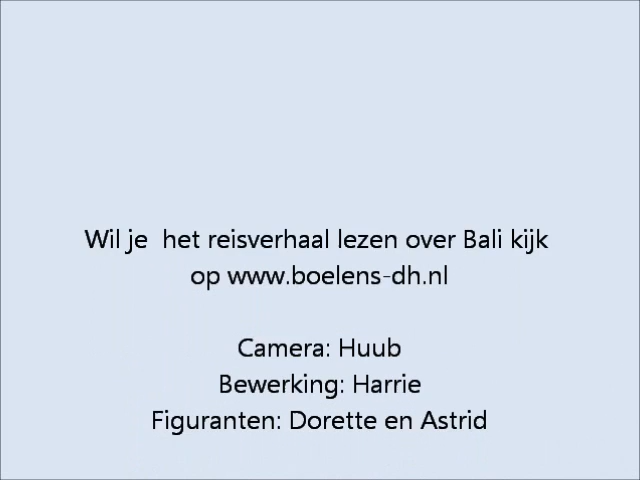 Wil je  het reisverhaal lezen over Bali kijk
op www.boelens-dh.nl
Camera: Huub
Bewerking: Harrie
Figuranten: Dorette en Astrid